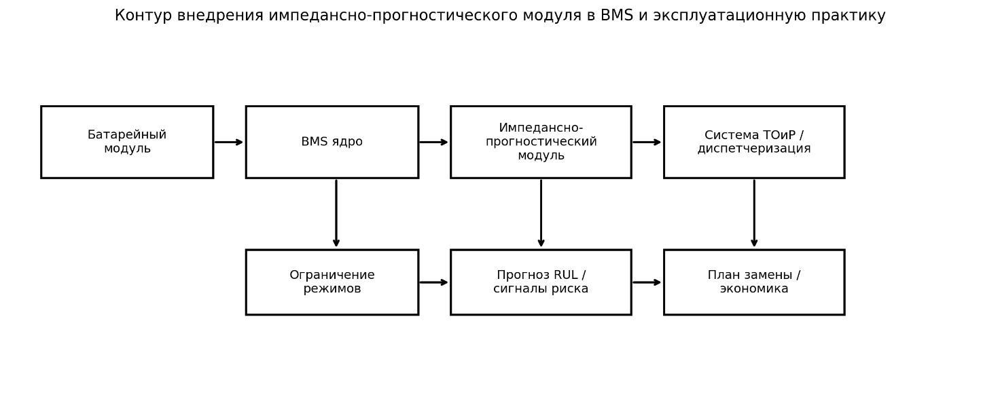 Контур внедрения импедансно-прогностического модуля в BMS и эксплуатационную практику
Батарейный
модуль
BMS ядро
Импедансно-
прогностический
модуль
Система ТОиР /
диспетчеризация
Ограничение
режимов
Прогноз RUL /
сигналы риска
План замены /
экономика